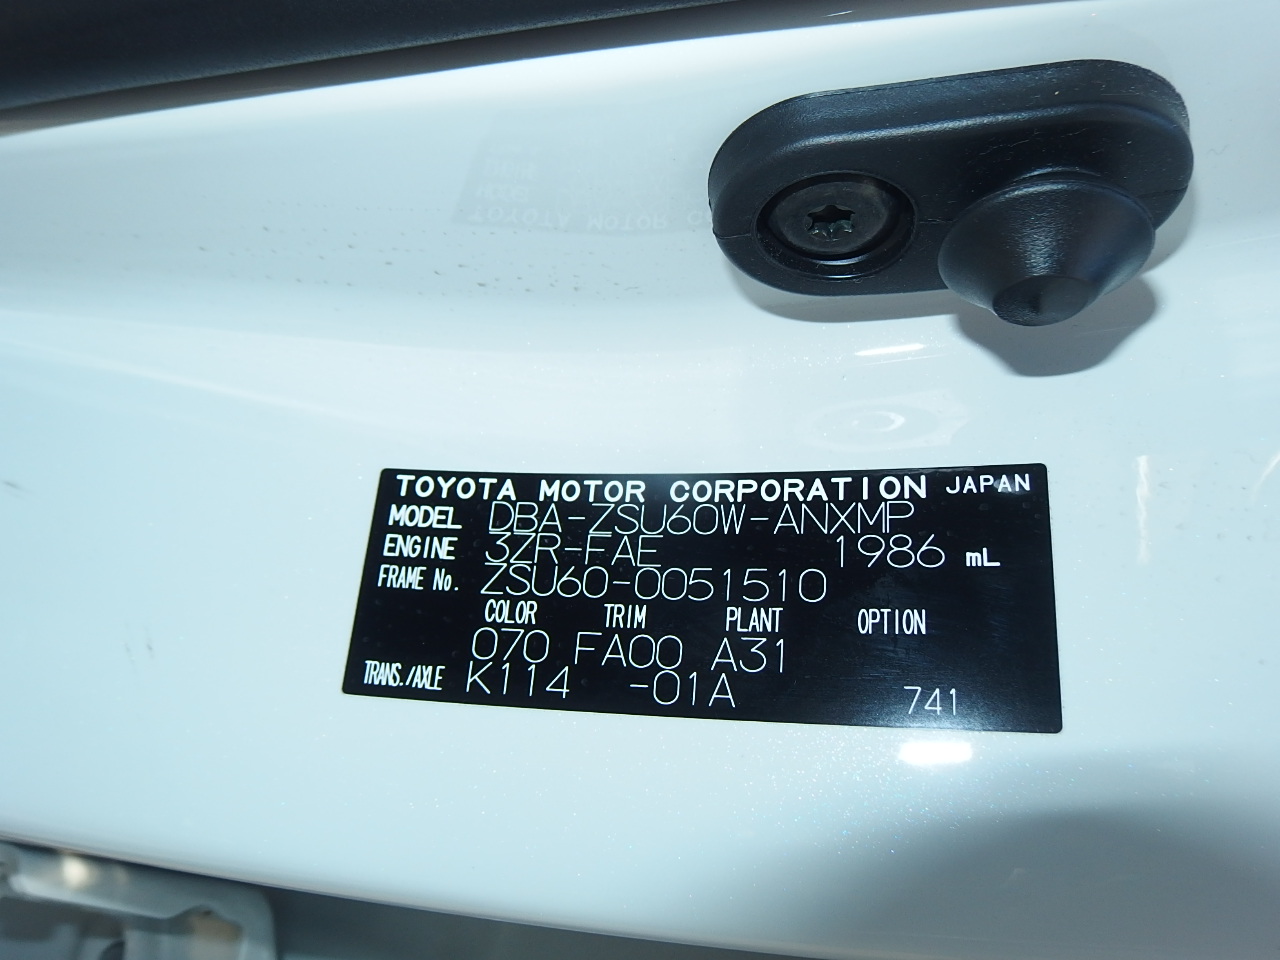 TOYOTA MOTOR CORPORATION JAPAN
MODEL DBA-ZSU60W-ANXMP
ENGINE 3ZR-FAE 1986 mL
FRAME No. ZSU60-0051510
COLOR TRIM PLANT OPTION
070 FA00 A31
TRANS./AXLE K114 -01A 741